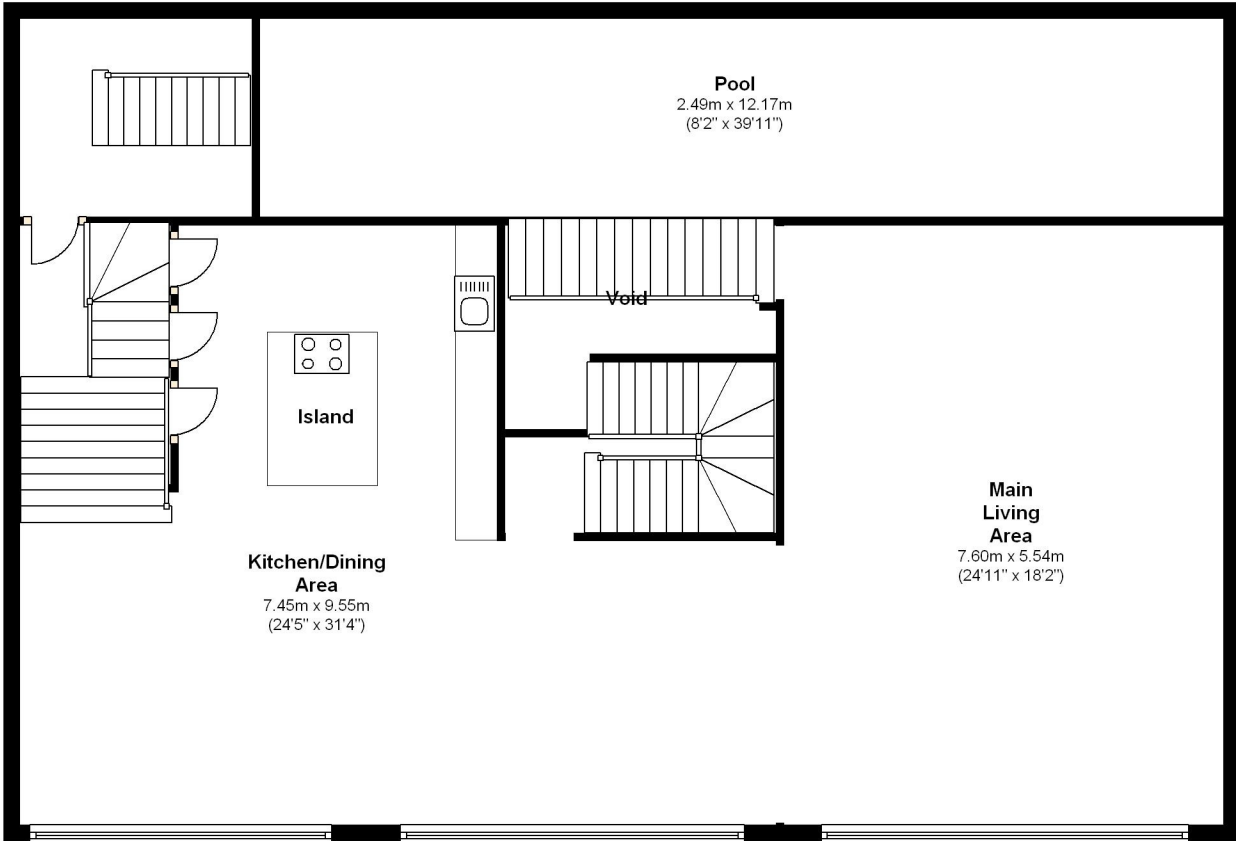 Pool
2.49m x 12.17m
(8'2" x 39'11")
Void
Island
Kitchen/Dining
Area
7.45m x 9.55m
(24'5" x 31'4")
Main
Living
Area
7.60m x 5.54m
(24'11" x 18'2")